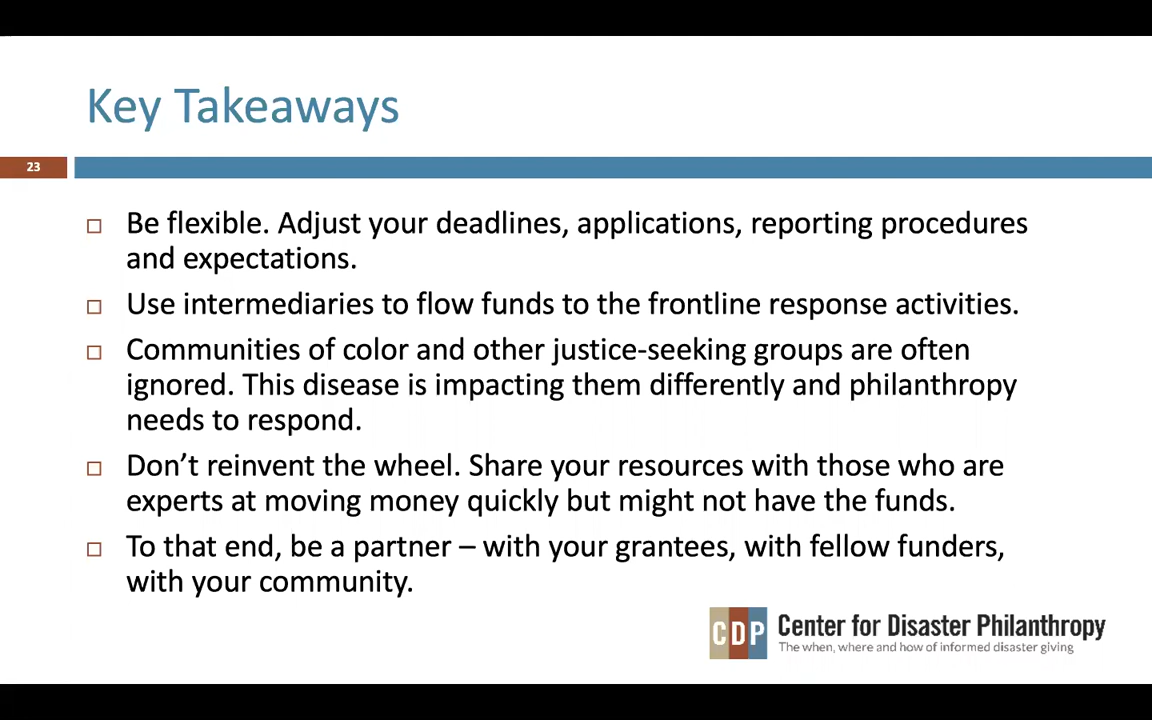 Key Takeaways
23
Be flexible. Adjust your deadlines, applications, reporting procedures
and expectations.
Use intermediaries to flow funds to the frontline response activities.
Communities of color and other justice-seeking groups are often
ignored. This disease is impacting them differently and philanthropy
needs to respond.
Don’t reinvent the wheel. Share your resources with those who are
experts at moving money quickly but might not have the funds.
To that end, be a partner – with your grantees, with fellow funders,
with your community.
CDP Center for Disaster Philanthropy
The when, where and how of informed disaster giving